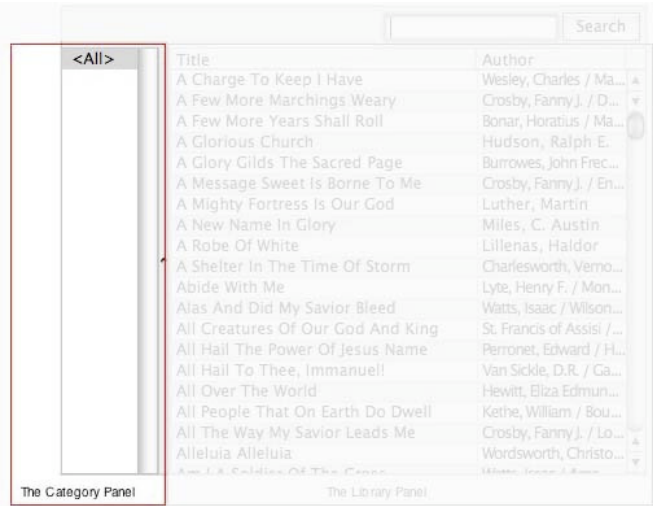 Search
<All>
Title Author
A Charge To Keep I Have Wesley, Charles / Ma...
A Few More Marchings Weary Crosby, Fanny J. / D...
A Few More Years Shall Roll Bonar, Horatius / Ma...
A Glorious Church Hudson, Ralph E.
A Glory Gilds The Sacred Page Burrowes, John Frec...
A Message Sweet Is Borne To Me Crosby, Fanny J. / En...
A Mighty Fortress Is Our God Luther, Martin
A New Name In Glory Miles, C. Austin
A Robe Of White Lillenas, Haldor
A Shelter In The Time Of Storm Charlesworth, Verno...
Abide With Me Lyte, Henry F. / Mon...
Alas And Did My Savior Bleed Watts, Isaac / Wilson...
All Creatures Of Our God And King St. Francis of Assisi /...
All Hail The Power Of Jesus Name Perronet, Edward / H...
All Hail To Thee, Immanuel! Van Sickle, D.R. / Ga...
All Over The World Hewitt, Eliza Edmun...
All People That On Earth Do Dwell Kethe, William / Bou...
All The Way My Savior Leads Me Crosby, Fanny J. / Lo...
Alleluia Alleluia Wordsworth, Christo...
Am I A Soldier Of The Cross Watts, Isaac / Arne...
The Category Panel The Library Panel